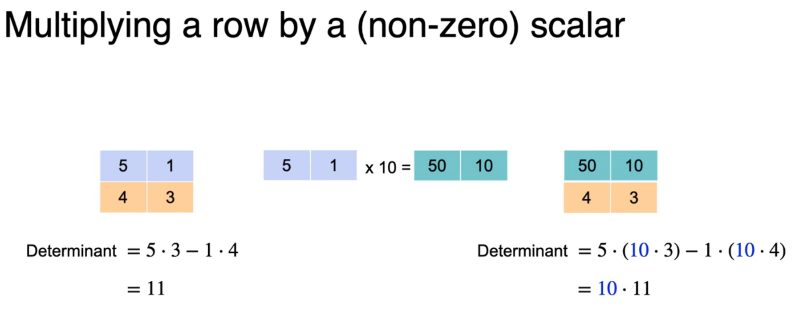 Multiplying a row by a (non-zero) scalar
5 1
4 3
5 1 x 10 = 50 10
50 10
4 3
Determinant = 5 · 3 − 1 · 4
= 11
Determinant = 5 · (10 · 3) − 1 · (10 · 4)
= 10 · 11